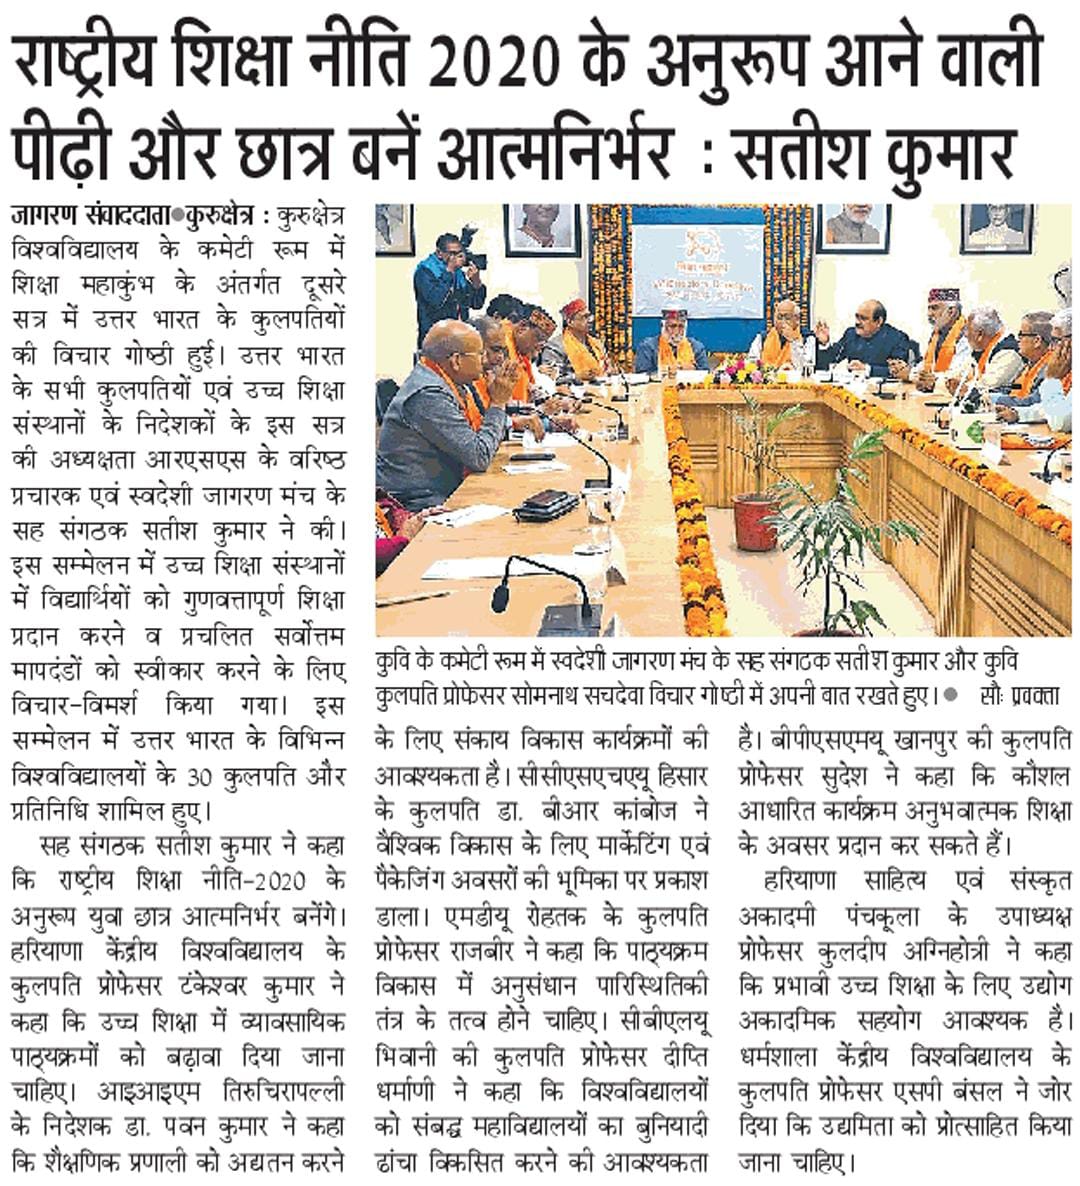 राष्ट्रीय शिक्षा नीति 2020 के अनुरूप आने वाली
पीढ़ी और छात्र बनें आत्मनिर्भर : सतीश कुमार
जागरण संवाददाता●कुरुक्षेत्र : कुरुक्षेत्र
विश्वविद्यालय के कमेटी रूम में
शिक्षा महाकुंभ के अंतर्गत दूसरे
सत्र में उत्तर भारत के कुलपतियों
की विचार गोष्ठी हुई। उत्तर भारत
के सभी कुलपतियों एवं उच्च शिक्षा
संस्थानों के निदेशकों के इस सत्र
की अध्यक्षता आरएसएस के वरिष्ठ
प्रचारक एवं स्वदेशी जागरण मंच के
सह संगठक सतीश कुमार ने की।
इस सम्मेलन में उच्च शिक्षा संस्थानों
में विद्यार्थियों को गुणवत्तापूर्ण शिक्षा
प्रदान करने व प्रचलित सर्वोत्तम
मापदंडों को स्वीकार करने के लिए
विचार-विमर्श किया गया। इस
सम्मेलन में उत्तर भारत के विभिन्न
विश्वविद्यालयों के 30 कुलपति और
प्रतिनिधि शामिल हुए।
सह संगठक सतीश कुमार ने कहा
कि राष्ट्रीय शिक्षा नीति-2020 के
अनुरूप युवा छात्र आत्मनिर्भर बनेंगे।
हरियाणा केंद्रीय विश्वविद्यालय के
कुलपति प्रोफेसर टंकेश्वर कुमार ने
कहा कि उच्च शिक्षा में व्यावसायिक
पाठ्यक्रमों को बढ़ावा दिया जाना
चाहिए। आइआइएम तिरुचिरापल्ली
के निदेशक डा. पवन कुमार ने कहा
कि शैक्षणिक प्रणाली को अद्यतन करने
कुवि के कमेटी रूम में स्वदेशी जागरण मंच के सह संगठक सतीश कुमार और कुवि
कुलपति प्रोफेसर सोमनाथ सचदेवा विचार गोष्ठी में अपनी वात रखते हुए। ● सौ: प्रवक्ता
के लिए संकाय विकास कार्यक्रमों की
आवश्यकता है। सीसीएसएचएयू हिसार
के कुलपति डा. बीआर कांबोज ने
वैश्विक विकास के लिए मार्केटिंग एवं
पैकेजिंग अवसरों की भूमिका पर प्रकाश
डाला। एमडीयू रोहतक के कुलपति
प्रोफेसर राजबीर ने कहा कि पाठ्यक्रम
विकास में अनुसंधान पारिस्थितिकी
तंत्र के तत्व होने चाहिए। सीबीएलयू
भिवानी की कुलपति प्रोफेसर दीप्ति
धर्माणी ने कहा कि विश्वविद्यालयों
को संबद्ध महाविद्यालयों का बुनियादी
ढांचा विकसित करने की आवश्यकता
है। बीपीएसएमयू खानपुर की कुलपति
प्रोफेसर सुदेश ने कहा कि कौशल
आधारित कार्यक्रम अनुभवात्मक शिक्षा
के अवसर प्रदान कर सकते हैं।
हरियाणा साहित्य एवं संस्कृत
अकादमी पंचकूला के उपाध्यक्ष
प्रोफेसर कुलदीप अग्निहोत्री ने कहा
कि प्रभावी उच्च शिक्षा के लिए उद्योग
अकादमिक सहयोग आवश्यक है।
धर्मशाला केंद्रीय विश्वविद्यालय के
कुलपति प्रोफेसर एसपी बंसल ने जोर
दिया कि उद्यमिता को प्रोत्साहित किया
जाना चाहिए।